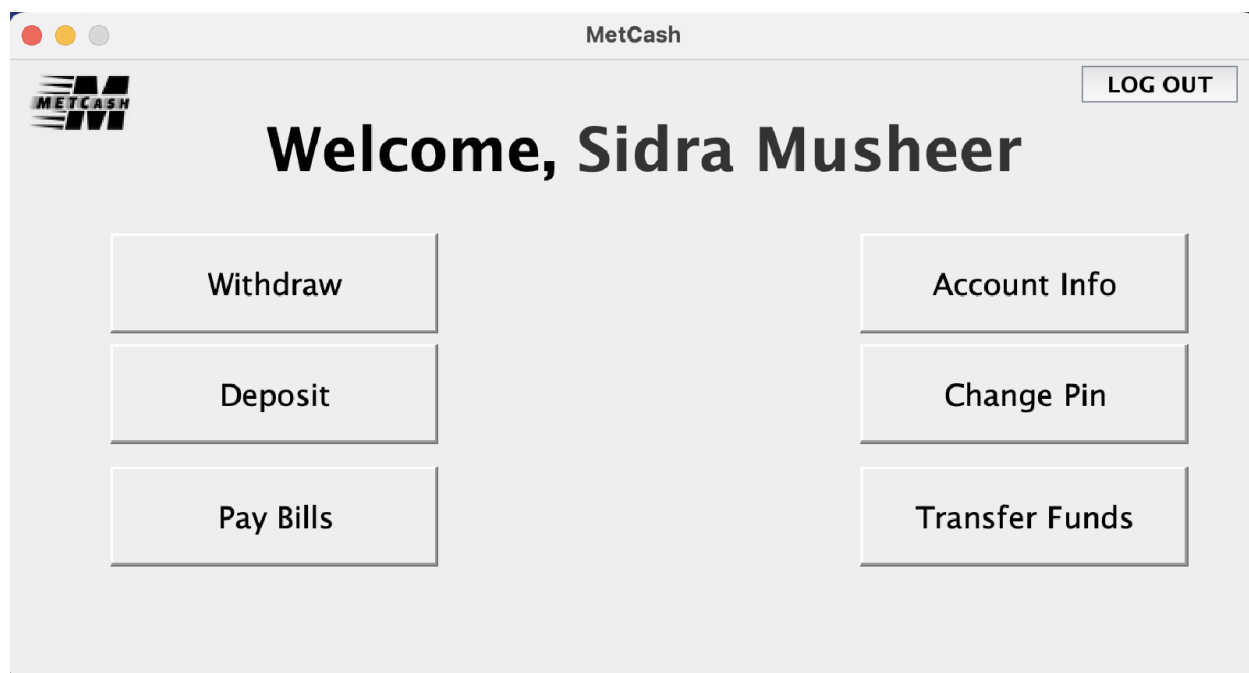 MetCash
METCASH
LOG OUT
Welcome, Sidra Musheer
Withdraw
Account Info
Deposit
Change Pin
Pay Bills
Transfer Funds